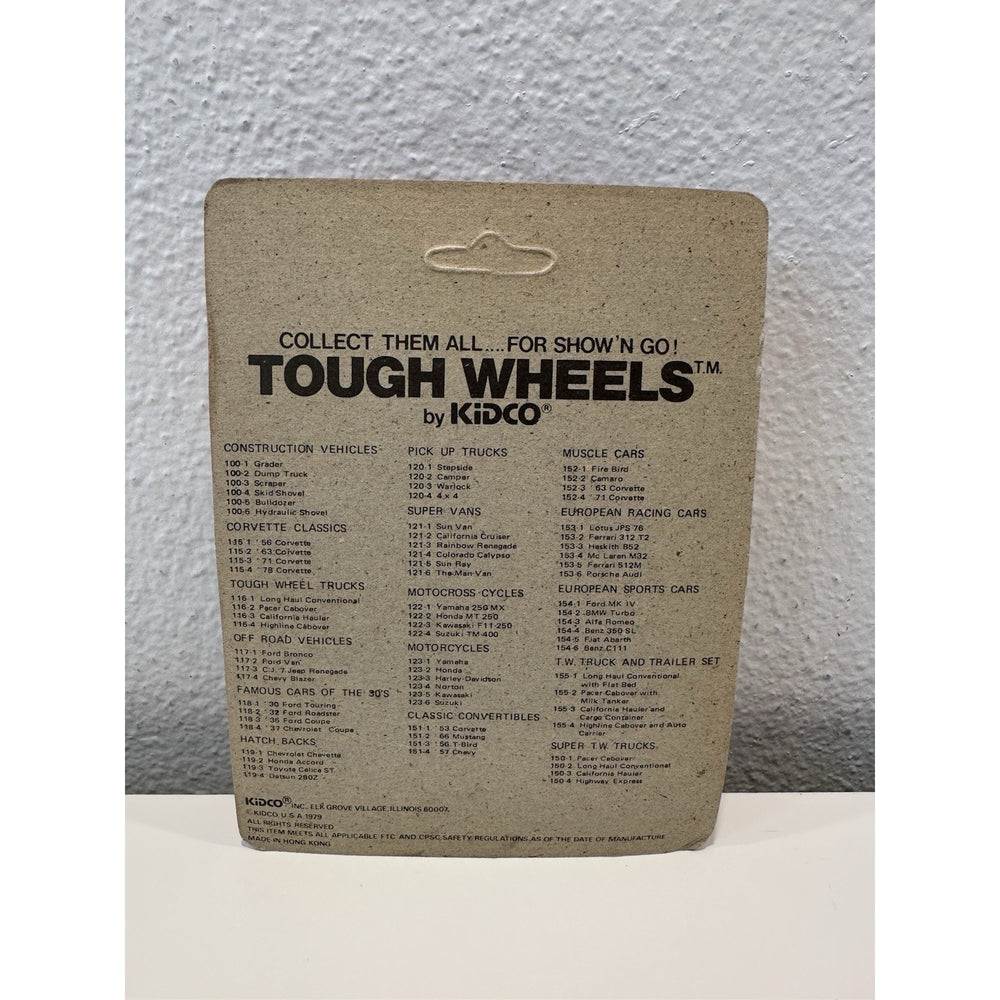 COLLECT THEM ALL....FOR SHOW'N GO!
TOUGH WHEELS T.M.
by KiDCO®
CONSTRUCTION VEHICLES
100-1 Grader
100-2 Dump Truck
100-3 Scraper
100-4 Skid Shovel
100-5 Bulldozer
100-6 Hydraulic Shovel
CORVETTE CLASSICS
115-1 '56 Corvette
115-2 '63 Corvette
115-3 '71 Corvette
115-4 '78 Corvette
TOUGH WHEEL TRUCKS
116-1 Long Haul Conventional
116-2 Pacer Cabover
116-3 California Hauler
116-4 Highline Cabover
OFF ROAD VEHICLES
117-1 Ford Bronco
117-2 Ford Van
117-3 C.J. 7 Jeep Renegade
117-4 Chevy Blazer
FAMOUS CARS OF THE 30'S
118-1 '30 Ford Touring
118-2 '32 Ford Roadster
118-3 '36 Ford Coupe
118-4 '37 Chevrolet Coupe
HATCH BACKS
119-1 Chevrolet Chevette
119-2 Honda Accord
119-3 Toyota Celica ST
119-4 Datsun 280Z
PICK UP TRUCKS
120-1 Stepside
120-2 Camper
120-3 Warlock
120-4 4 x 4
SUPER VANS
121-1 Sun Van
121-2 California Cruiser
121-3 Rainbow Renegade
121-4 Colorado Calypso
121-5 Sun Ray
121-6 The Man Van
MOTOCROSS CYCLES
122-1 Yamaha 250 MX
122-2 Honda MT 250
122-3 Kawasaki F11-250
122-4 Suzuki TM-400
MOTORCYCLES
123-1 Yamaha
123-2 Honda
123-3 Harley-Davidson
123-4 Norton
123-5 Kawasaki
123-6 Suzuki
CLASSIC CONVERTIBLES
151-1 '53 Corvette
151-2 '66 Mustang
151-3 '56 T-Bird
151-4 '57 Chevy
MUSCLE CARS
152-1 Fire Bird
152-2 Camaro
152-3 '63 Corvette
152-4 '71 Corvette
EUROPEAN RACING CARS
153-1 Lotus JPS 76
153-2 Ferrari 312 T2
153-3 Heskith B52
153-4 Mc Laren M32
153-5 Ferrari 512M
153-6 Porsche Audi
EUROPEAN SPORTS CARS
154-1 Ford MK IV
154-2 BMW Turbo
154-3 Alfa Romeo
154-4 Benz 350 SL
154-5 Fiat Abarth
154-6 Benz C111
T.W. TRUCK AND TRAILER SET
155-1 Long Haul Conventional
with Flat Bed
155-2 Pacer Cabover with
Milk Tanker
155-3 California Hauler and
Cargo Container
155-4 Highline Cabover and Auto
Carrier
SUPER T.W. TRUCKS
150-1 Pacer Cabover
150-2 Long Haul Conventional
150-3 California Hauler
150-4 Highway Express
KiDCO® INC., ELK GROVE VILLAGE, ILLINOIS 60007
© KIDCO U.S.A 1979
ALL RIGHTS RESERVED
THIS ITEM MEETS ALL APPLICABLE FTC AND CPSC SAFETY REGULATIONS AS OF THE DATE OF MANUFACTURE
MADE IN HONG KONG